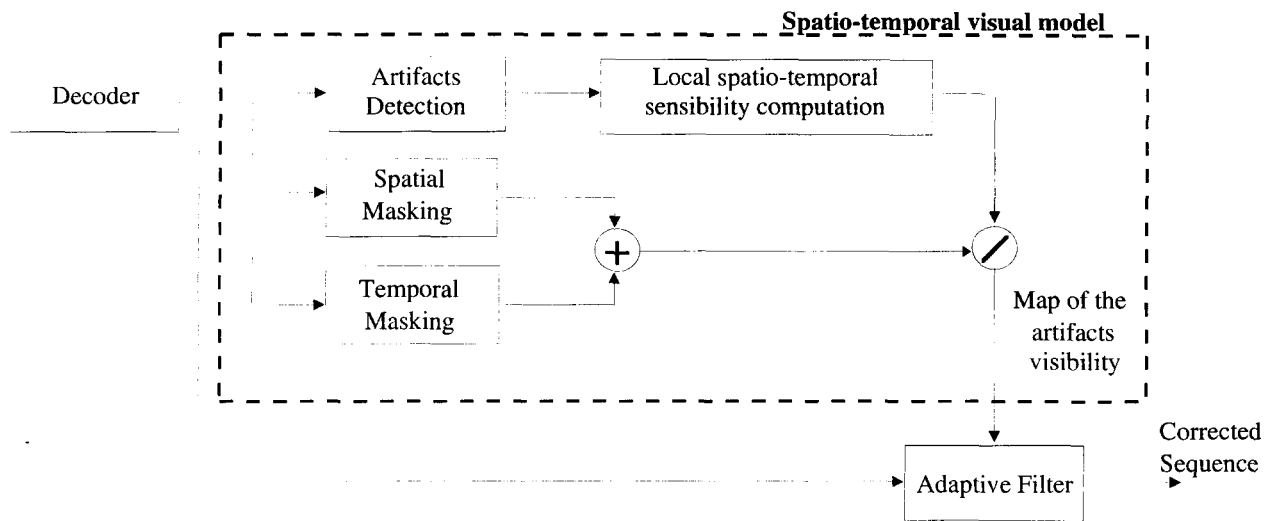 Spatio-temporal visual model
Decoder
Artifacts
Detection
Local spatio-temporal
sensibility computation
Spatial
Masking
+
Temporal
Masking
Map of the
artifacts
visibility
Adaptive Filter
Corrected
Sequence